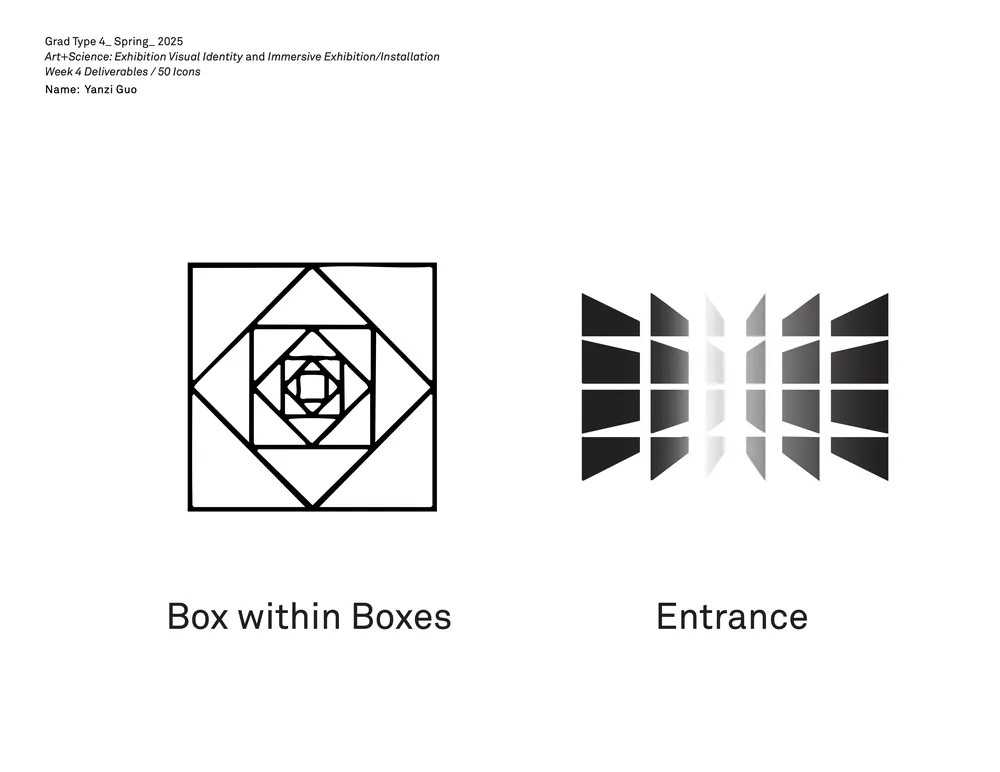 Grad Type 4_ Spring_ 2025
Art+Science: Exhibition Visual Identity and Immersive Exhibition/Installation
Week 4 Deliverables / 50 Icons
Name: Yanzi Guo
Box within Boxes
Entrance